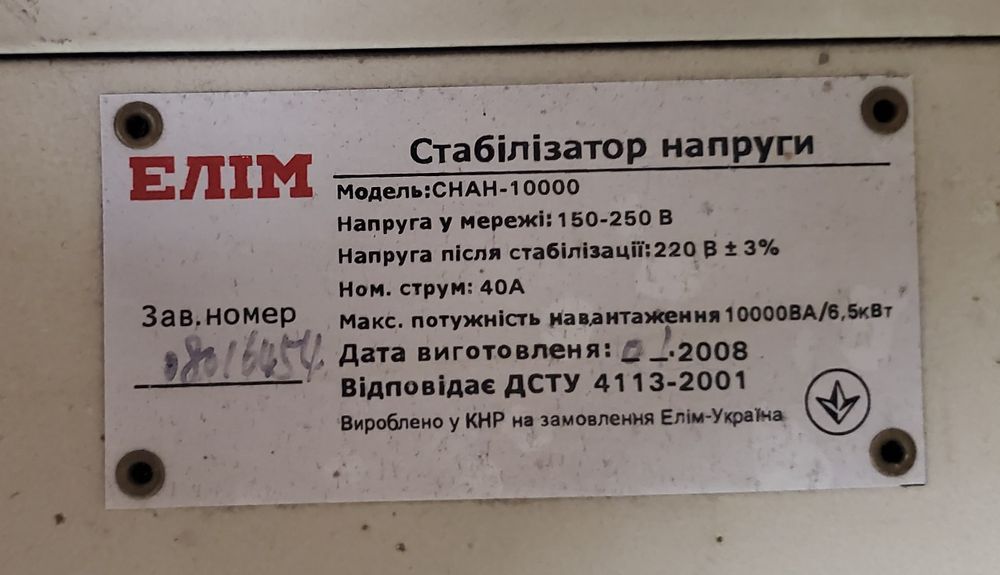 ЕЛІМ
Стабілізатор напруги
Модель:СНАН-10000
Напруга у мережі:150-250 В
Напруга після стабілізації:220 В ± 3%
Ном. струм: 40А
Макс. потужність навантаження 10000ВА/6,5кВт
Зав.номер
Дата виготовленя: 01.2008
Відповідає ДСТУ 4113-2001
Вироблено у КНР на замовлення Елім-Україна